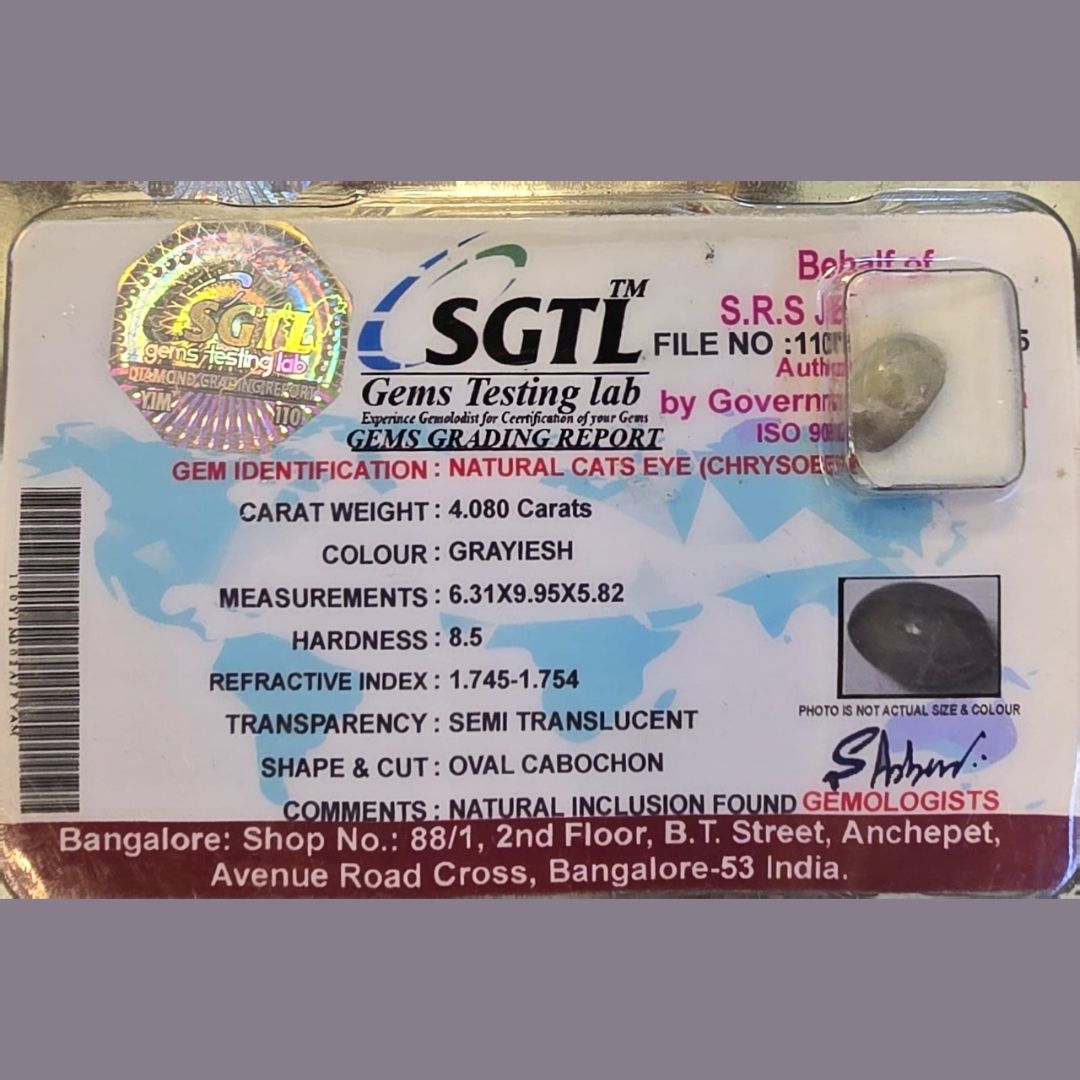 SGTL
gems Testing lab
DIAMOND GRADING REPORT
YIM 110
SGTL™
Gems Testing lab
Experince Gemolodist for Ceertification of your Gems
GEMS GRADING REPORT
Behalf of
S.R.S
FILE NO :110
by
ISO
GEM IDENTIFICATION : NATURAL CATS EYE
CARAT WEIGHT : 4.080 Carats
COLOUR : GRAYIESH
MEASUREMENTS : 6.31X9.95X5.82
HARDNESS : 8.5
REFRACTIVE INDEX : 1.745-1.754
TRANSPARENCY : SEMI TRANSLUCENT
SHAPE & CUT : OVAL CABOCHON
COMMENTS : NATURAL INCLUSION FOUND
PHOTO IS NOT ACTUAL SIZE & COLOUR
GEMOLOGISTS
Bangalore: Shop No.: 88/1, 2nd Floor, B.T. Street, Anchepet,
Avenue Road Cross, Bangalore-53 India.